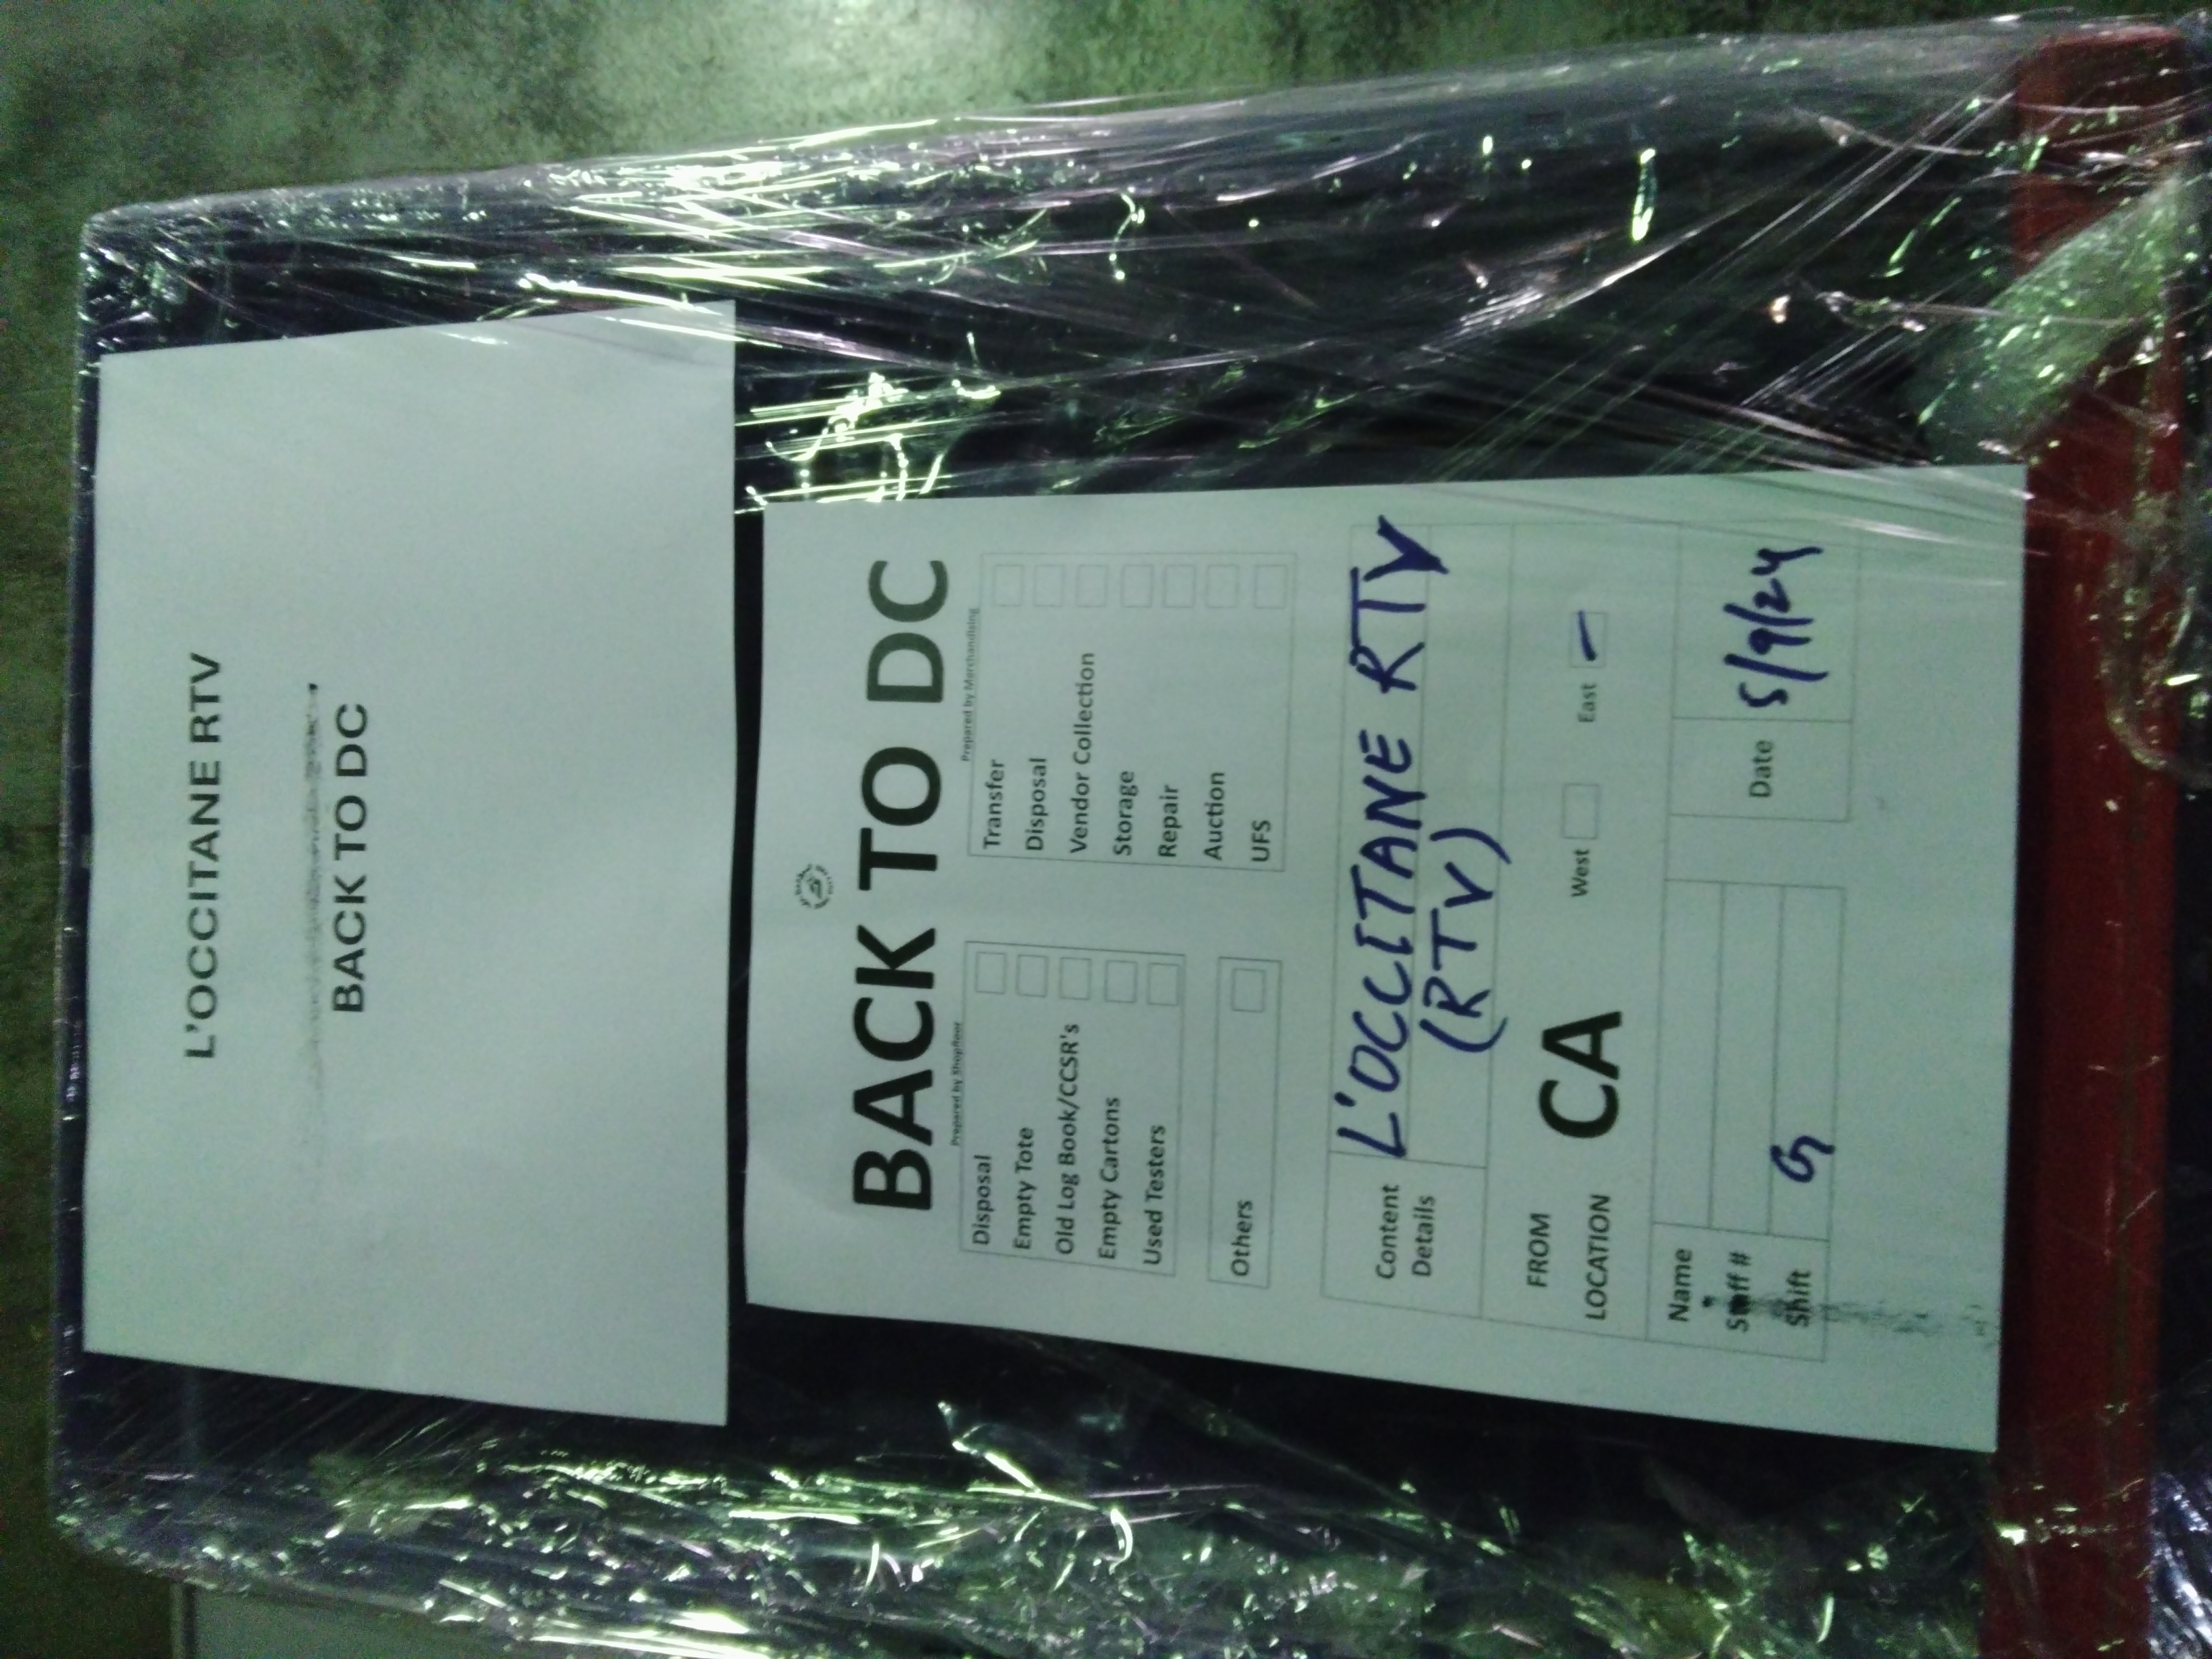 L'OCCITANE RTV
BACK TO DC
BACK TO DC
Prepared by Shopfloor
Disposal
Empty Tote
Old Log Book/CCSR's
Empty Cartons
Used Testers
Others
Prepared by Merchandising
Transfer
Disposal
Vendor Collection
Storage
Repair
Auction
UFS
Content Details L'OCCITANE RTV
(RTV)
FROM LOCATION CA West East
Name
Staff #
Shift G
Date 5/9/24